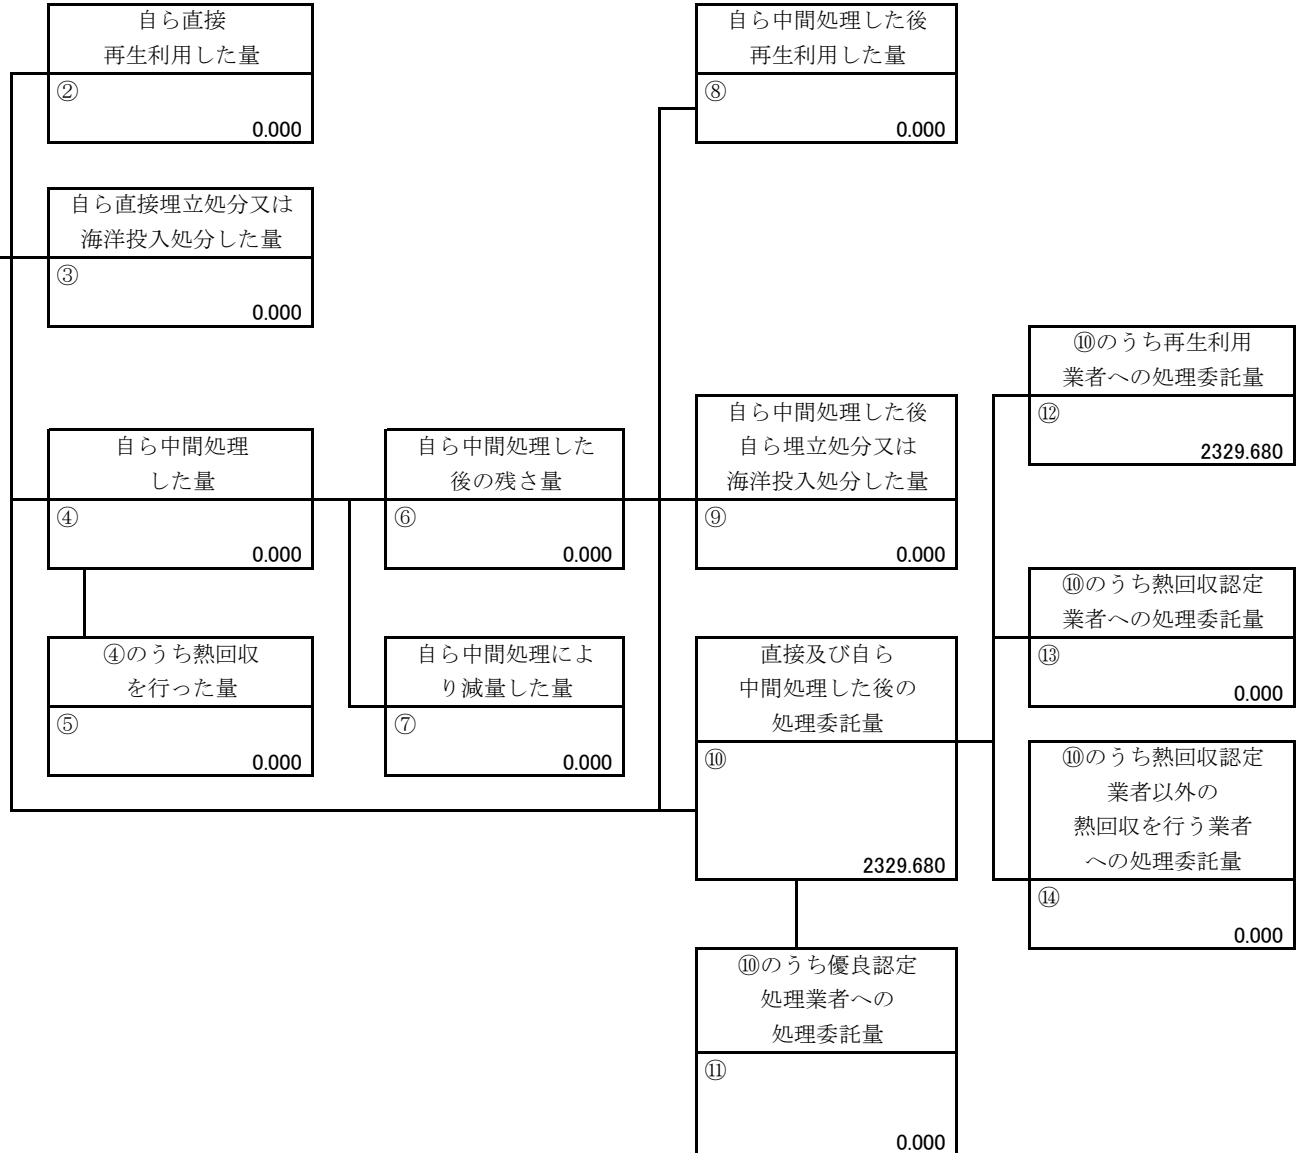 自ら直接
再生利用した量
②
0.000
自ら直接埋立処分又は
海洋投入処分した量
③
0.000
自ら中間処理
した量
④
0.000
④のうち熱回収
を行った量
⑤
0.000
自ら中間処理した
後の残さ量
⑥
0.000
自ら中間処理によ
り減量した量
⑦
0.000
自ら中間処理した後
再生利用した量
⑧
0.000
自ら中間処理した後
自ら埋立処分又は
海洋投入処分した量
⑨
0.000
直接及び自ら
中間処理した後の
処理委託量
⑩
2329.680
⑩のうち優良認定
処理業者への
処理委託量
⑪
0.000
⑩のうち再生利用
業者への処理委託量
⑫
2329.680
⑩のうち熱回収認定
業者への処理委託量
⑬
0.000
⑩のうち熱回収認定
業者以外の
熱回収を行う業者
への処理委託量
⑭
0.000